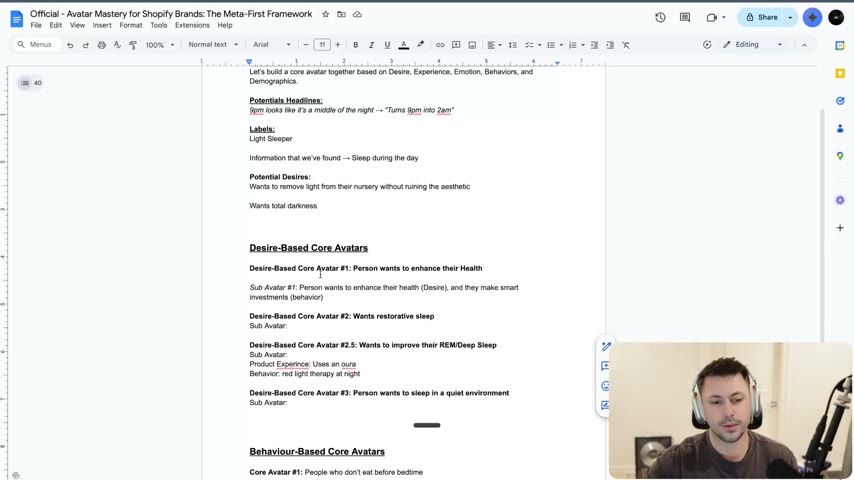 Official - Avatar Mastery for Shopify Brands: The Meta-First Framework
File Edit View Insert Format Tools Extensions Help
Share
Menus 100% Normal text Arial 11 B I U A Editing
1 1 2 3 4 5 6 7
40
Let's build a core avatar together based on Desire, Experience, Emotion, Behaviors, and
Demographics.
Potentials Headlines:
9pm looks like it's a middle of the night → "Turns 9pm into 2am"
Labels:
Light Sleeper
Information that we've found → Sleep during the day
Potential Desires:
Wants to remove light from their nursery without ruining the aesthetic
Wants total darkness
Desire-Based Core Avatars
Desire-Based Core Avatar #1: Person wants to enhance their Health
Sub Avatar #1: Person wants to enhance their health (Desire), and they make smart
investments (behavior)
Desire-Based Core Avatar #2: Wants restorative sleep
Sub Avatar:
Desire-Based Core Avatar #2.5: Wants to improve their REM/Deep Sleep
Sub Avatar:
Product Experince: Uses an oura
Behavior: red light therapy at night
Desire-Based Core Avatar #3: Person wants to sleep in a quiet environment
Sub Avatar:
Behaviour-Based Core Avatars
Core Avatar #1: People who don't eat before bedtime